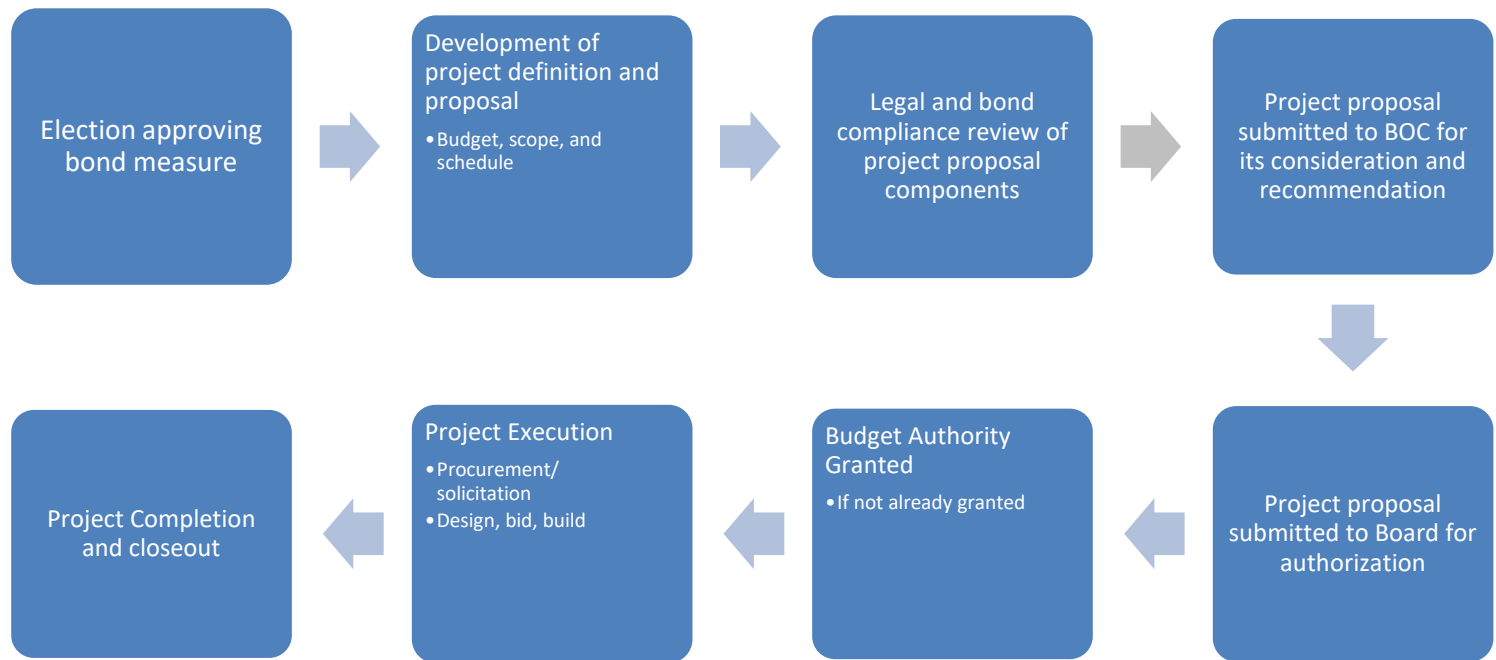 Election approving
bond measure
Development of
project definition and
proposal
•Budget, scope, and
schedule
Legal and bond
compliance review of
project proposal
components
Project proposal
submitted to BOC for
its consideration and
recommendation
Project proposal
submitted to Board for
authorization
Budget Authority
Granted
•If not already granted
Project Execution
•Procurement/
solicitation
•Design, bid, build
Project Completion
and closeout